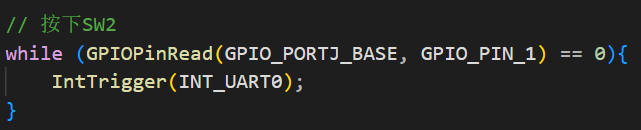 // 按下SW2
while (GPIOPinRead(GPIO_PORTJ_BASE, GPIO_PIN_1) == 0){
    IntTrigger(INT_UART0);
}